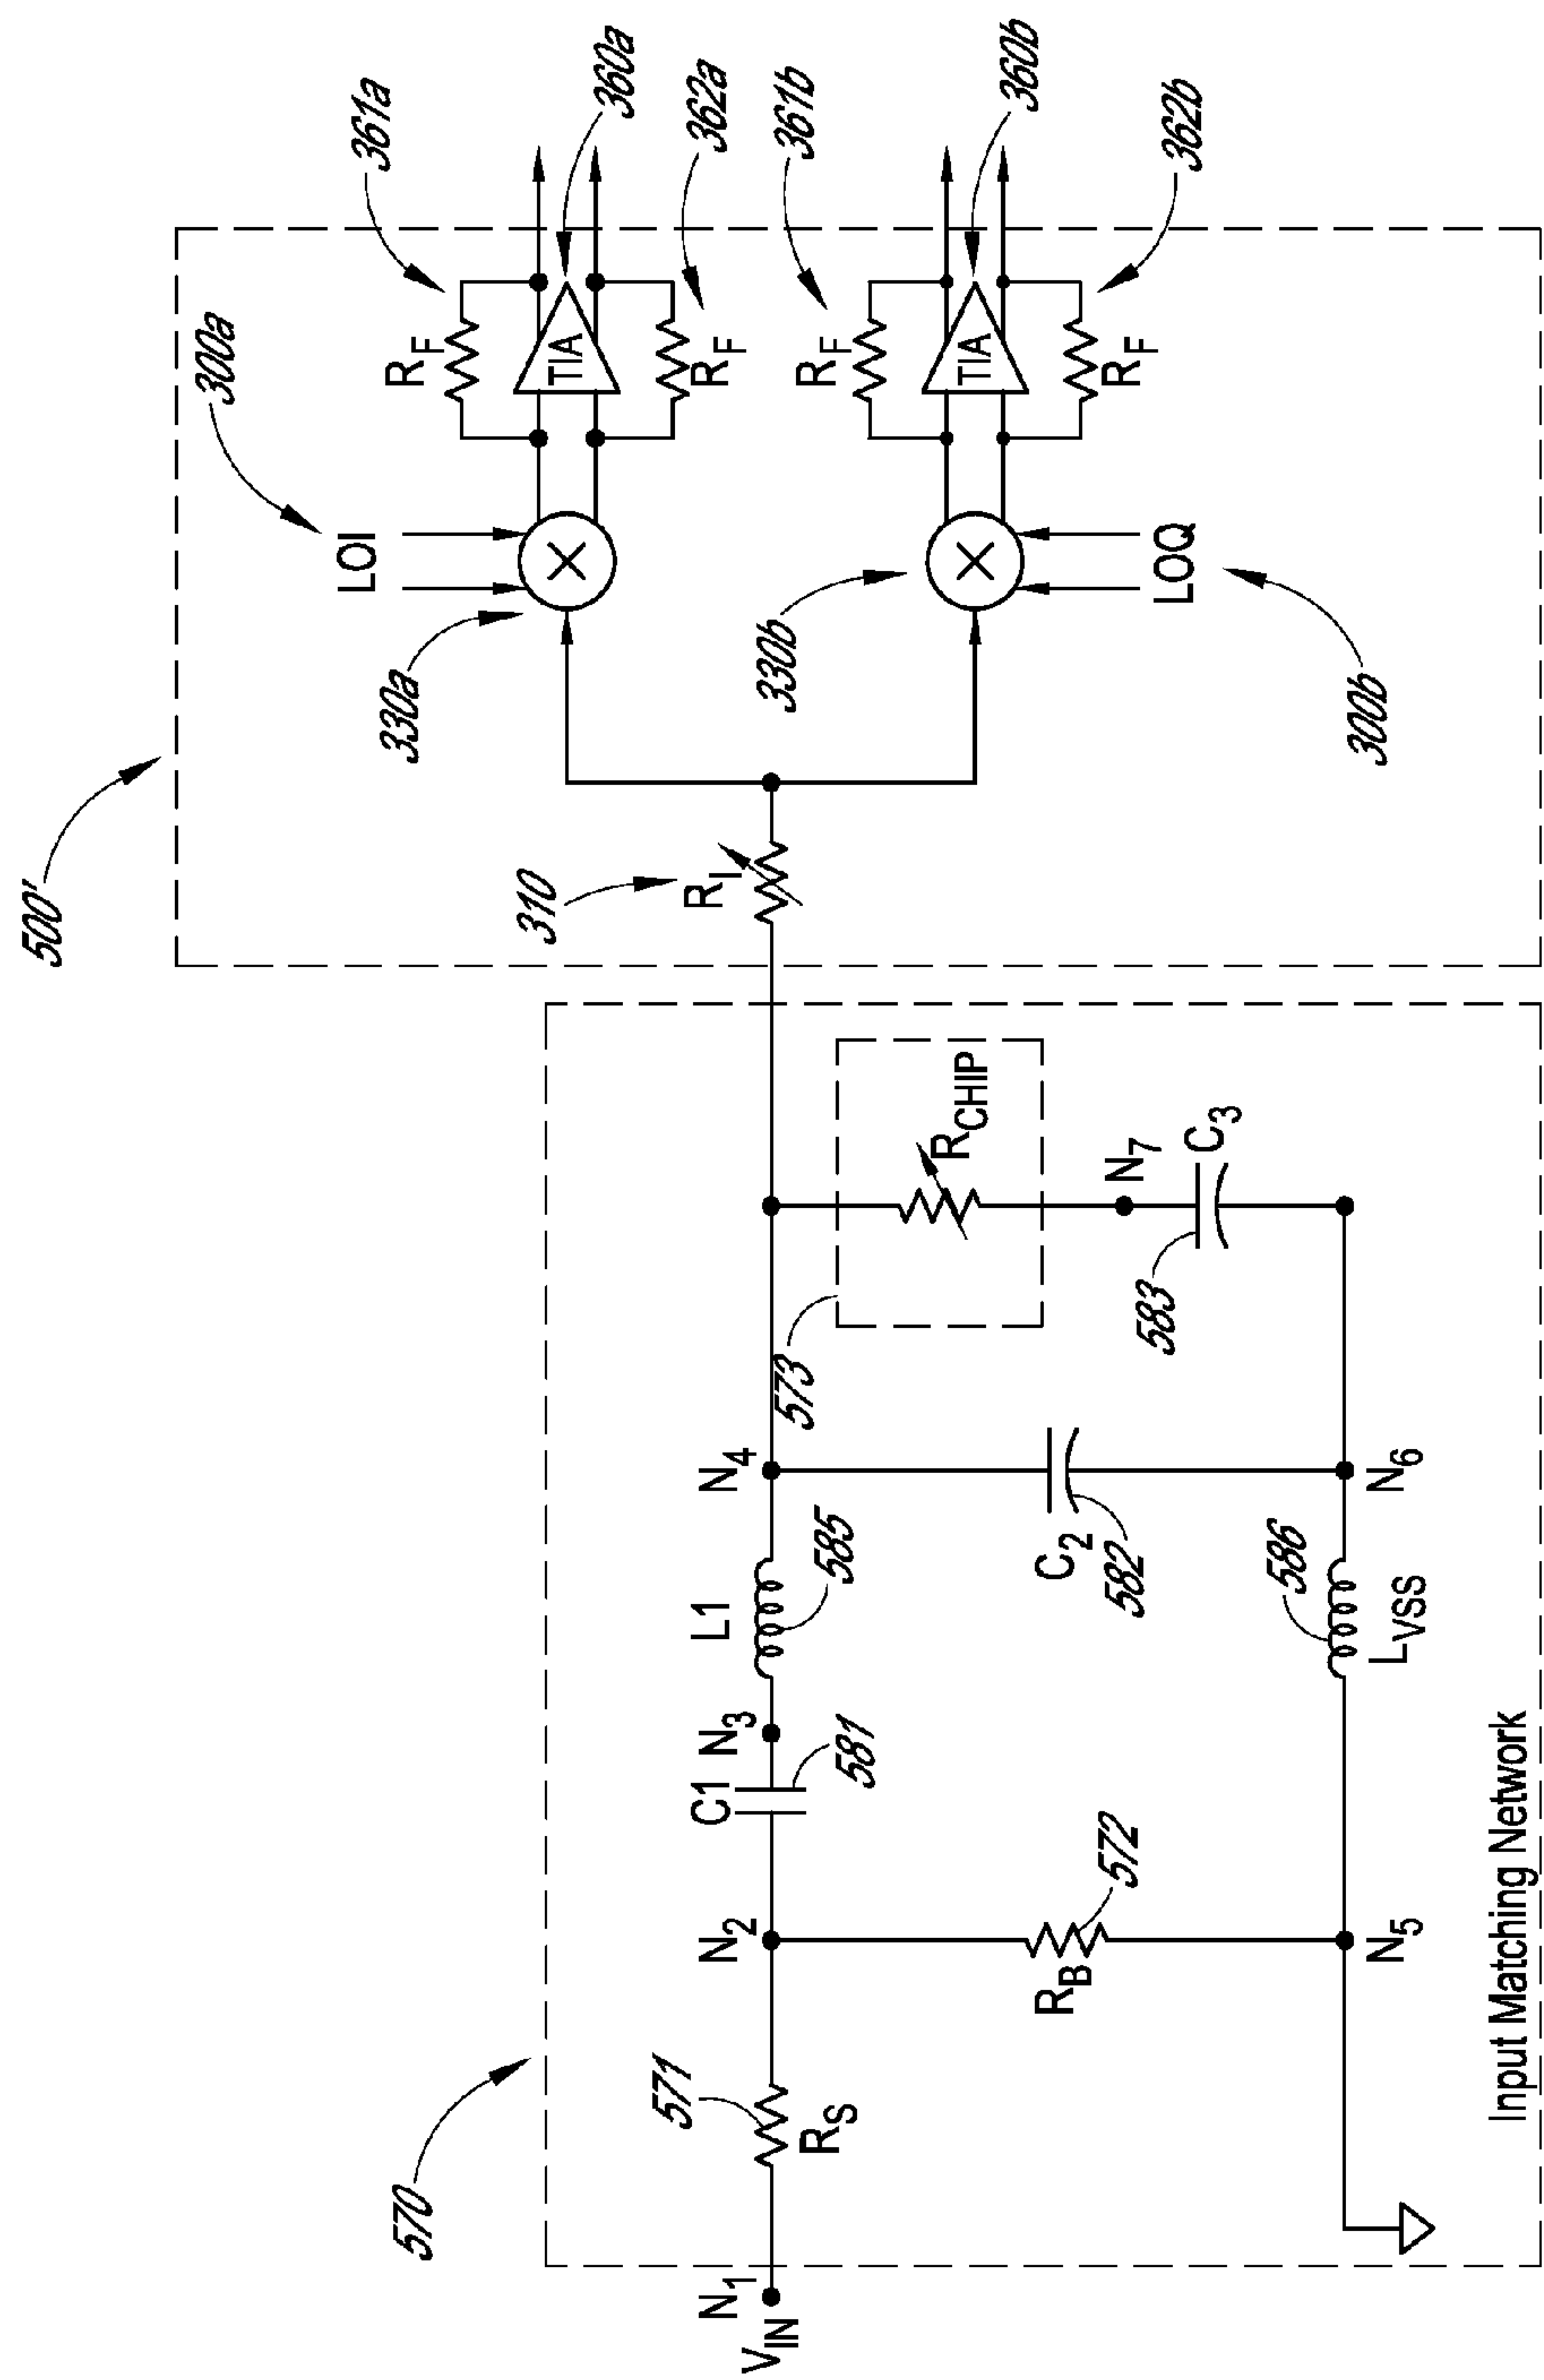 500'
300a
361a
R_F
TIA
360a
R_F
362a
LOI
330a
361b
R_F
TIA
360b
R_F
362b
330b
LOQ
300b
310
R_I
570
N_1
V_IN
571
R_S
N_2
C1
581
N_3
L1
585
N_4
573
R_CHIP
N_7
C_3
583
R_B
572
C_2
582
N_5
L_VSS
586
N_6
Input Matching Network